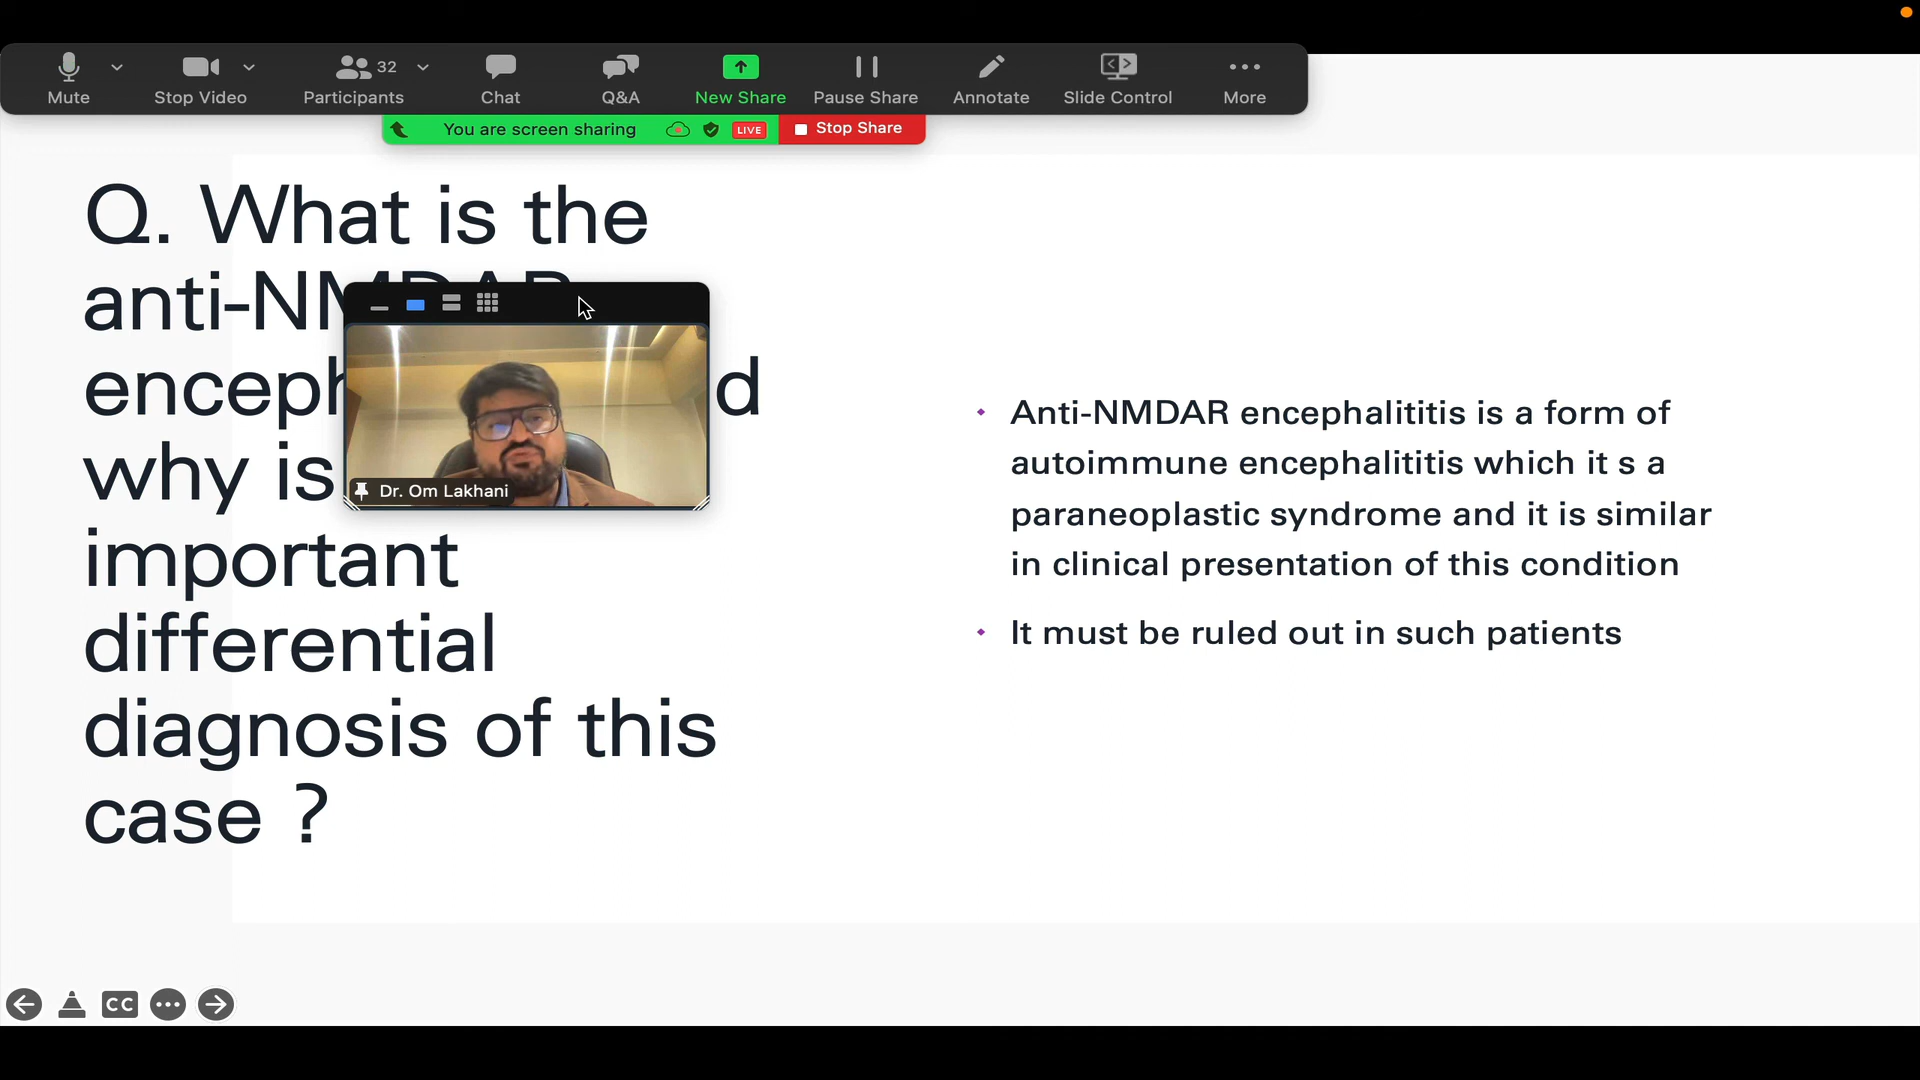 Mute
Stop Video
32
Participants
Chat
Q&A
New Share
Pause Share
Annotate
Slide Control
More
You are screen sharing
LIVE
Stop Share
Q. What is the
anti-NMDAR
d
why is
important
differential
diagnosis of this
case ?
Dr. Om Lakhani
Anti-NMDAR encephalititis is a form of
autoimmune encephalititis which it s a
paraneoplastic syndrome and it is similar
in clinical presentation of this condition
It must be ruled out in such patients
CC